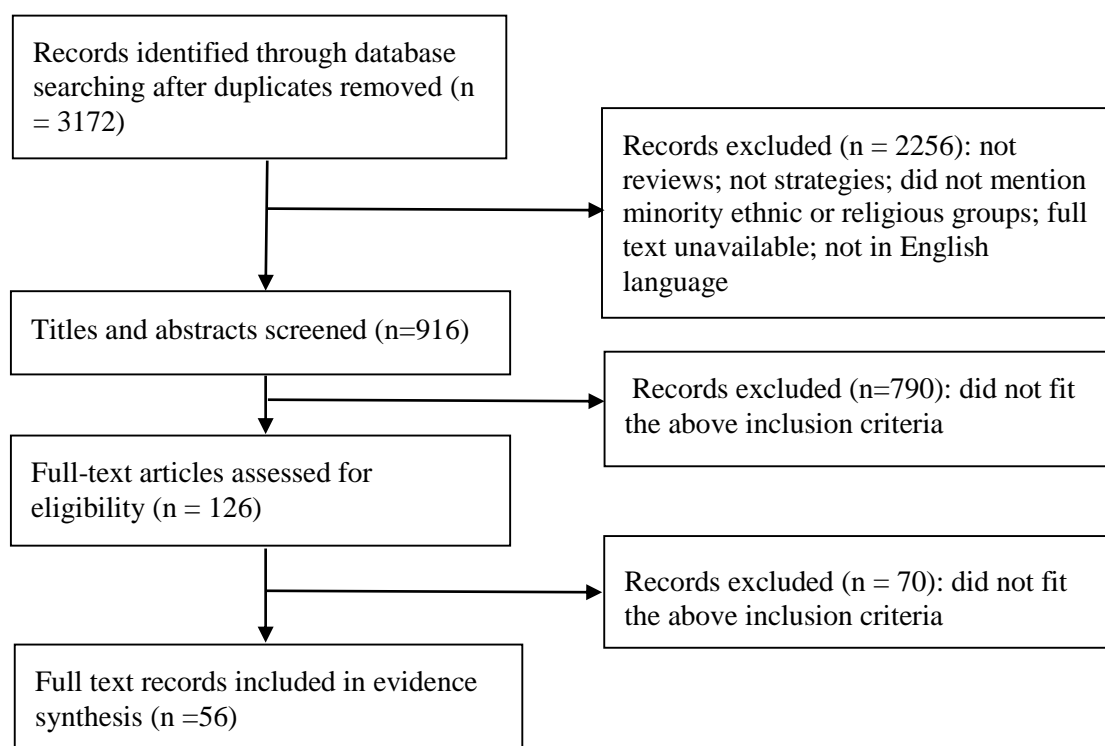 Records identified through database
searching after duplicates removed (n
= 3172)
Records excluded (n = 2256): not
reviews; not strategies; did not mention
minority ethnic or religious groups; full
text unavailable; not in English
language
Titles and abstracts screened (n=916)
Records excluded (n=790): did not fit
the above inclusion criteria
Full-text articles assessed for
eligibility (n = 126)
Records excluded (n = 70): did not fit
the above inclusion criteria
Full text records included in evidence
synthesis (n =56)